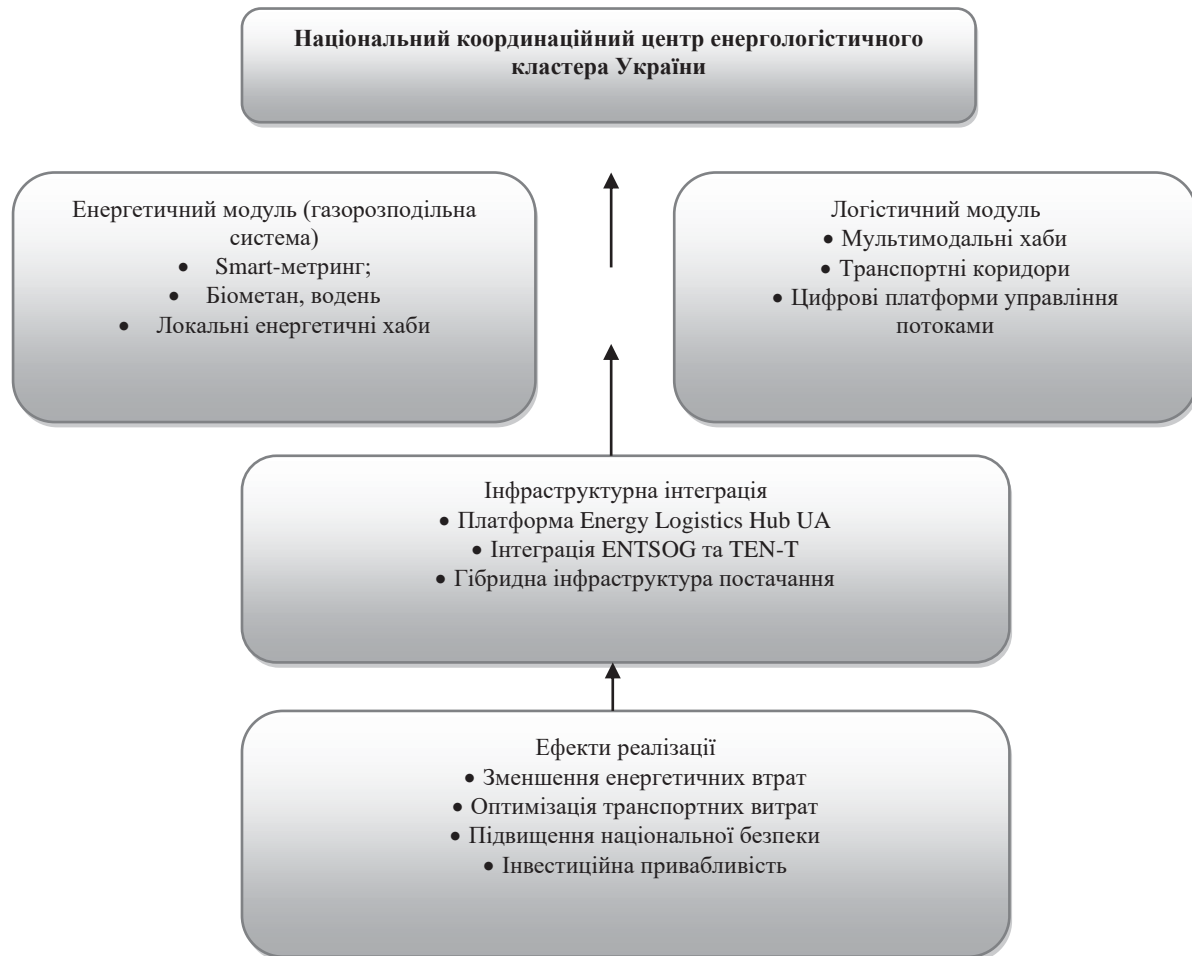 Національний координаційний центр енергологістичного
кластера України
Енергетичний модуль (газорозподільна
система)
• Smart-метринг;
• Біометан, водень
• Локальні енергетичні хаби
Логістичний модуль
• Мультимодальні хаби
• Транспортні коридори
• Цифрові платформи управління
потоками
Інфраструктурна інтеграція
• Платформа Energy Logistics Hub UA
• Інтеграція ENTSOG та TEN-T
• Гібридна інфраструктура постачання
Ефекти реалізації
• Зменшення енергетичних втрат
• Оптимізація транспортних витрат
• Підвищення національної безпеки
• Інвестиційна привабливість